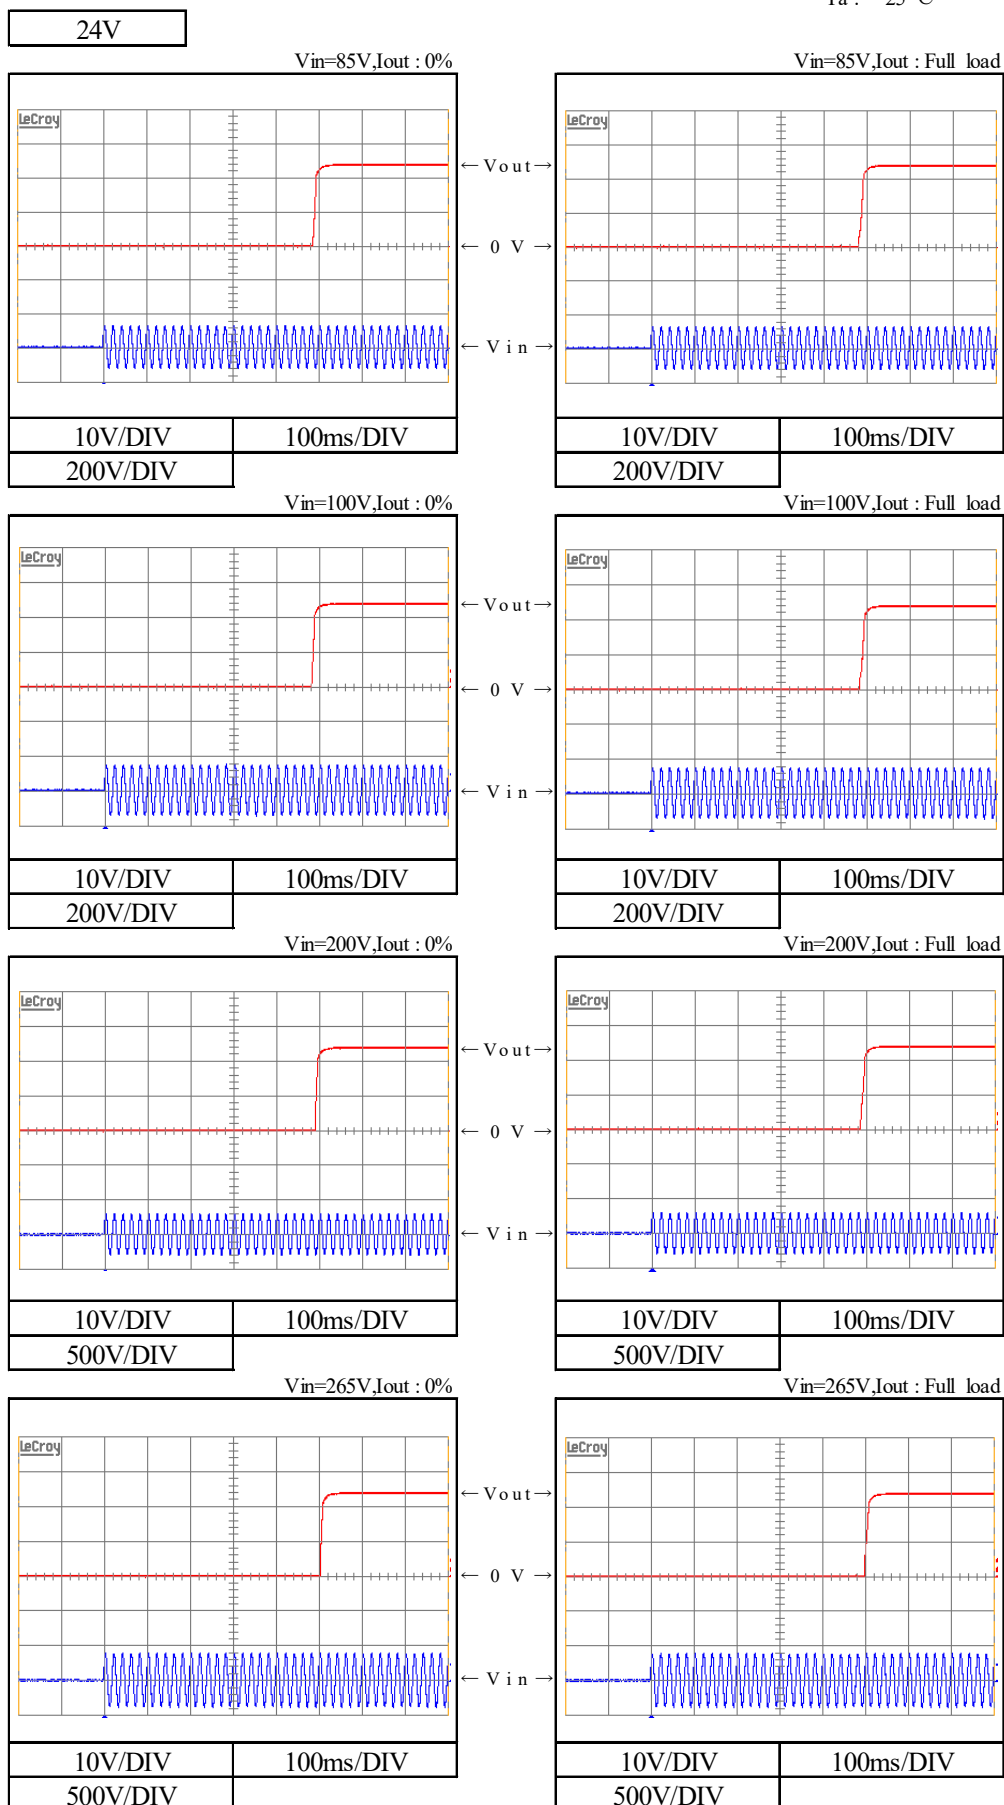 24V
Vin=85V,Iout : 0% Vin=85V,Iout : Full load
LeCroy LeCroy
←Vout→
← 0 V →
← Vin →
10V/DIV 100ms/DIV 10V/DIV 100ms/DIV
200V/DIV 200V/DIV
Vin=100V,Iout : 0% Vin=100V,Iout : Full load
LeCroy LeCroy
←Vout→
← 0 V →
← Vin →
10V/DIV 100ms/DIV 10V/DIV 100ms/DIV
200V/DIV 200V/DIV
Vin=200V,Iout : 0% Vin=200V,Iout : Full load
LeCroy LeCroy
←Vout→
← 0 V →
← Vin →
10V/DIV 100ms/DIV 10V/DIV 100ms/DIV
500V/DIV 500V/DIV
Vin=265V,Iout : 0% Vin=265V,Iout : Full load
LeCroy LeCroy
←Vout→
← 0 V →
← Vin →
10V/DIV 100ms/DIV 10V/DIV 100ms/DIV
500V/DIV 500V/DIV